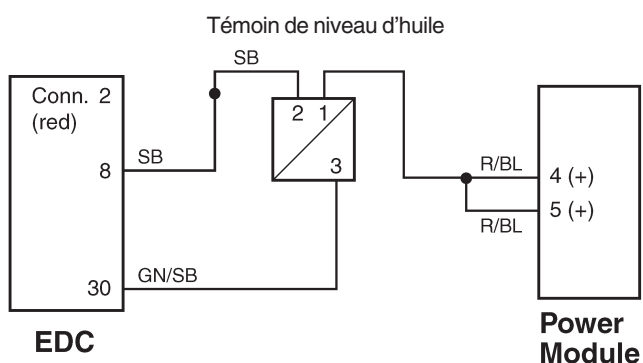 Témoin de niveau d’huile
SB
Conn. 2
(red)
2 1
8
SB
3
R/BL
4 (+)
5 (+)
R/BL
30
GN/SB
EDC
Power
Module